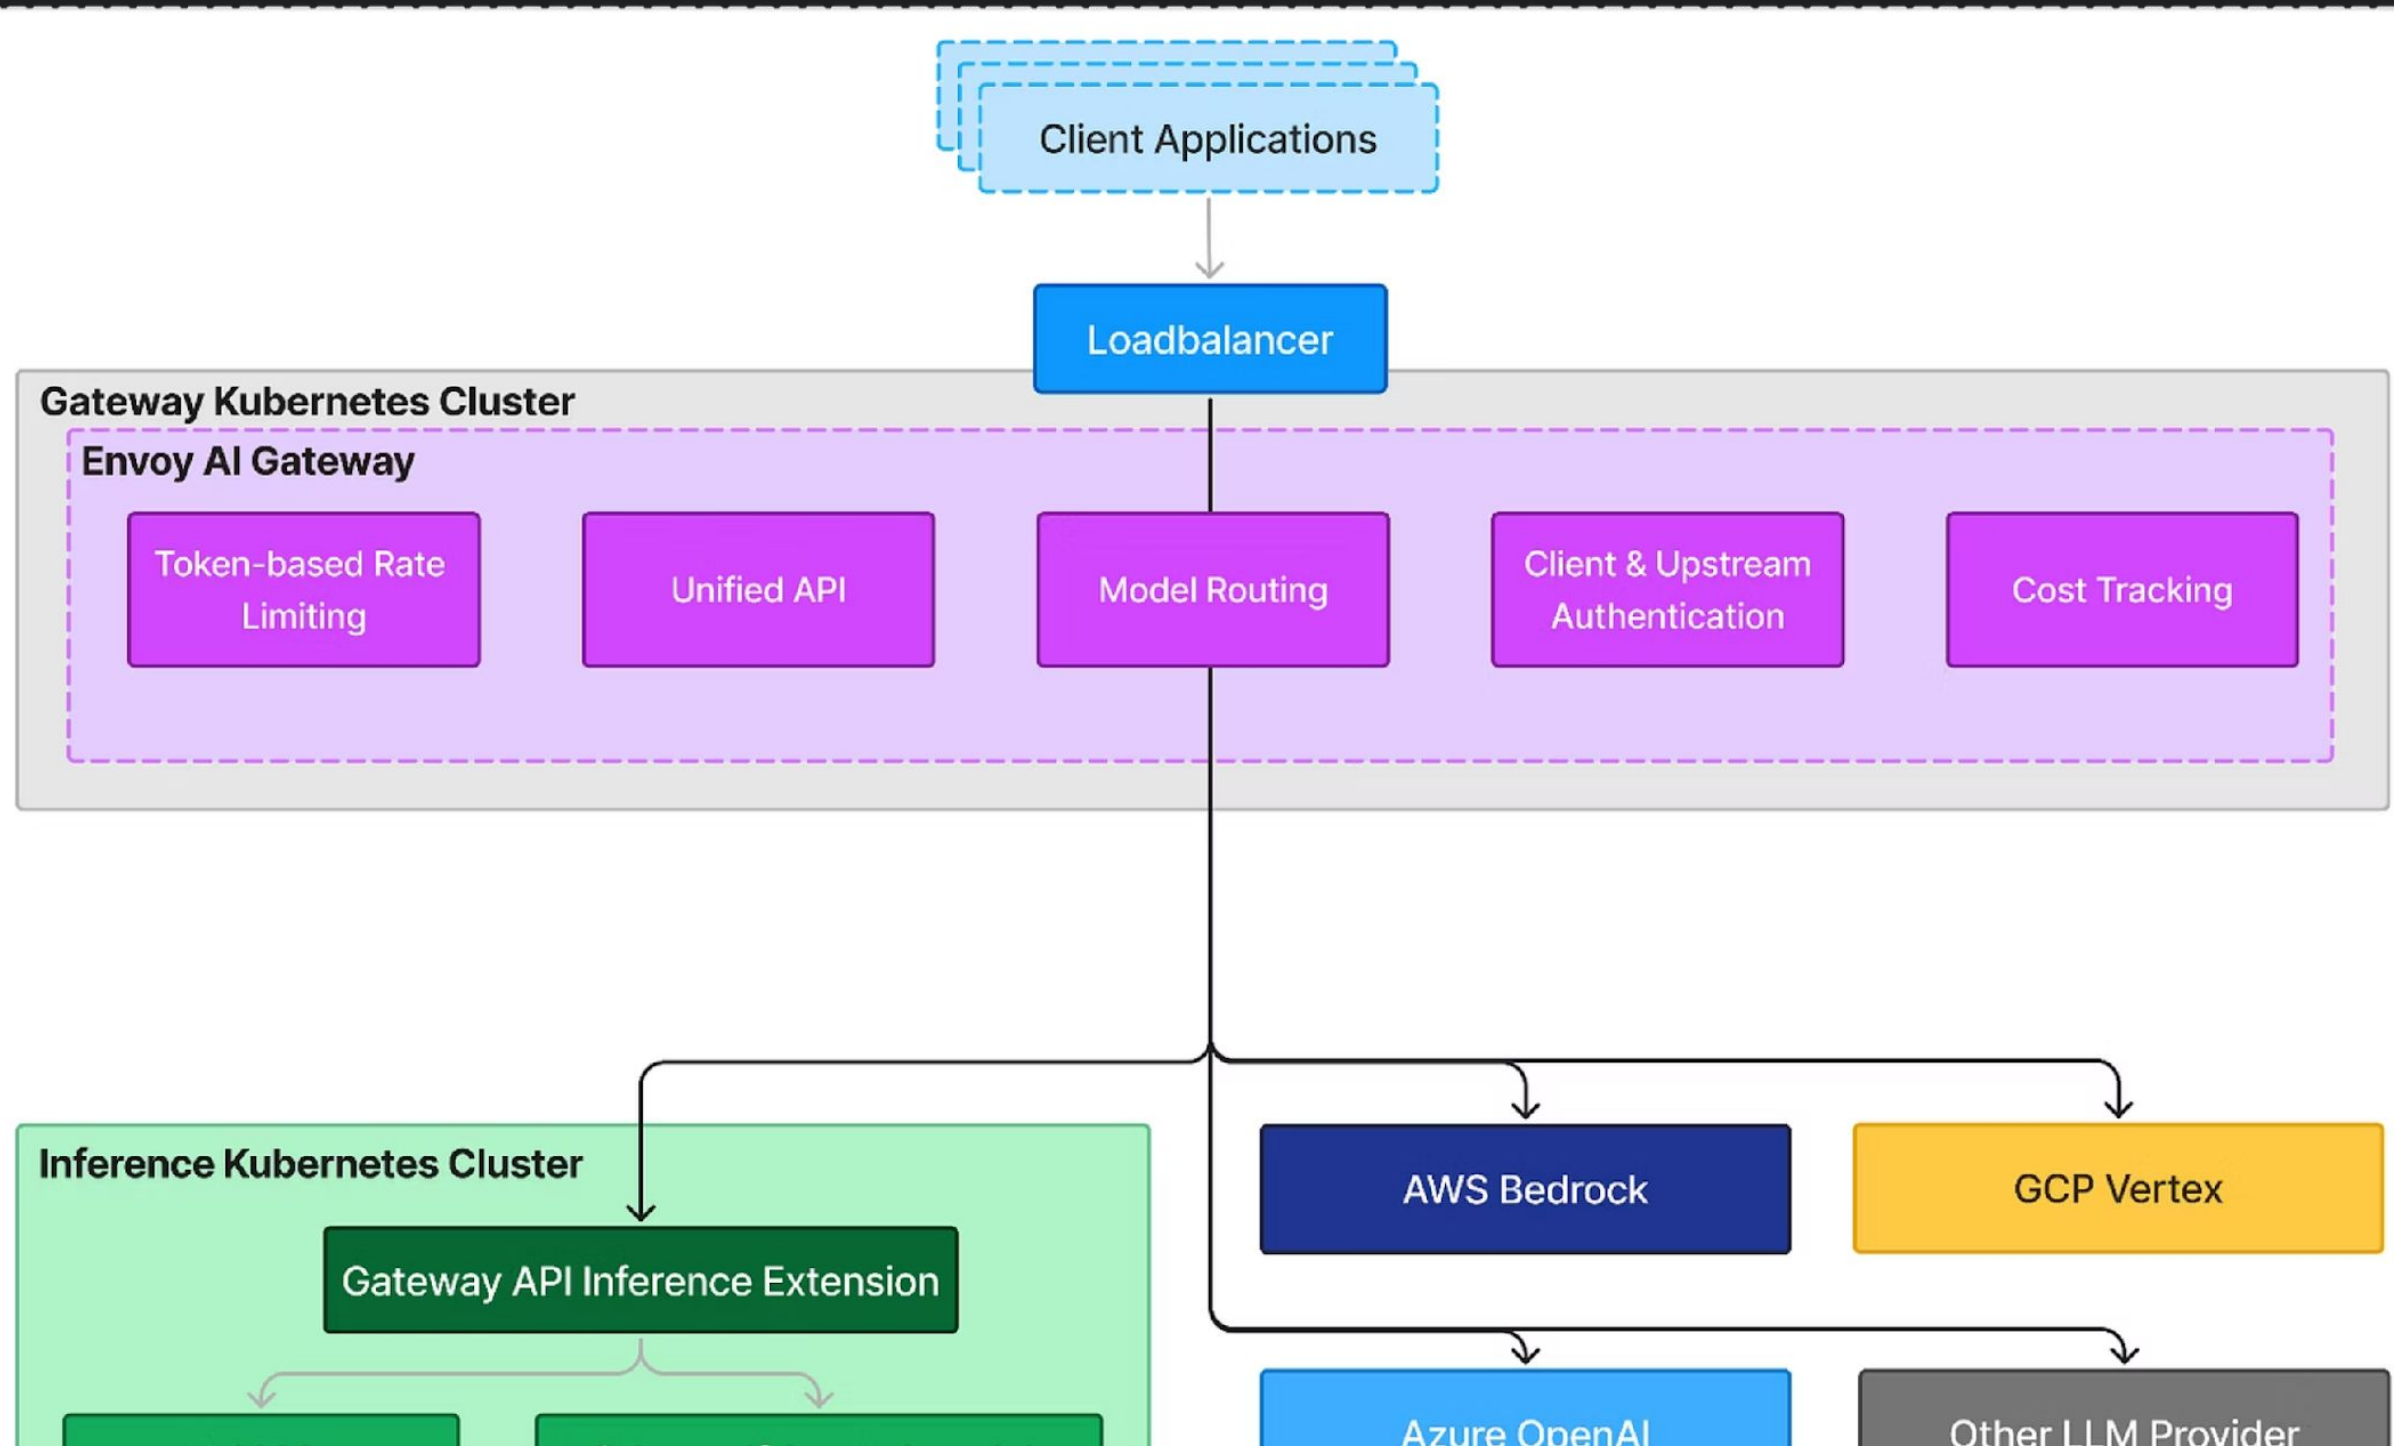 Client Applications
Loadbalancer
Gateway Kubernetes Cluster
Envoy AI Gateway
Token-based Rate
Limiting
Unified API
Model Routing
Client & Upstream
Authentication
Cost Tracking
Inference Kubernetes Cluster
Gateway API Inference Extension
AWS Bedrock
GCP Vertex
Azure OpenAI
Other LLM Provider